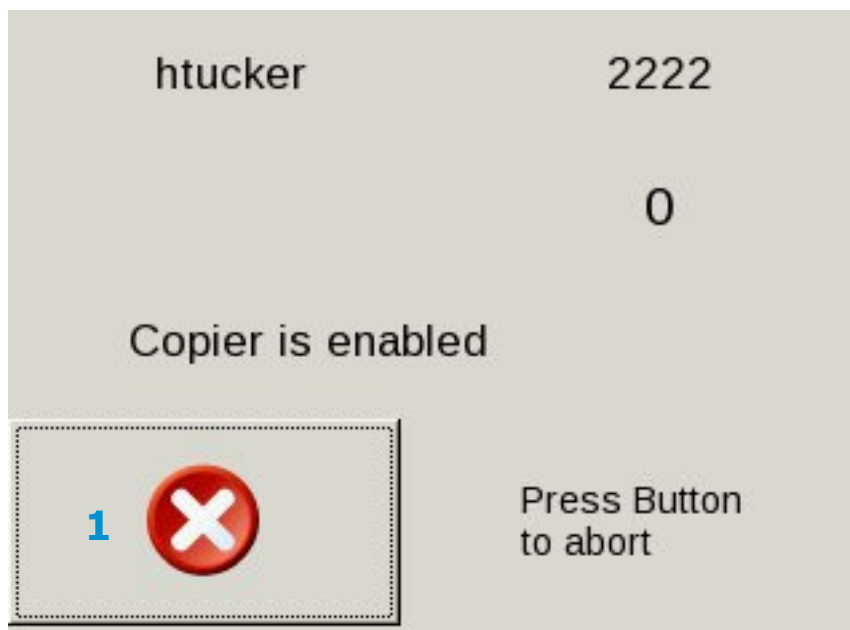 htucker 2222
0
Copier is enabled
1
Press Button
to abort